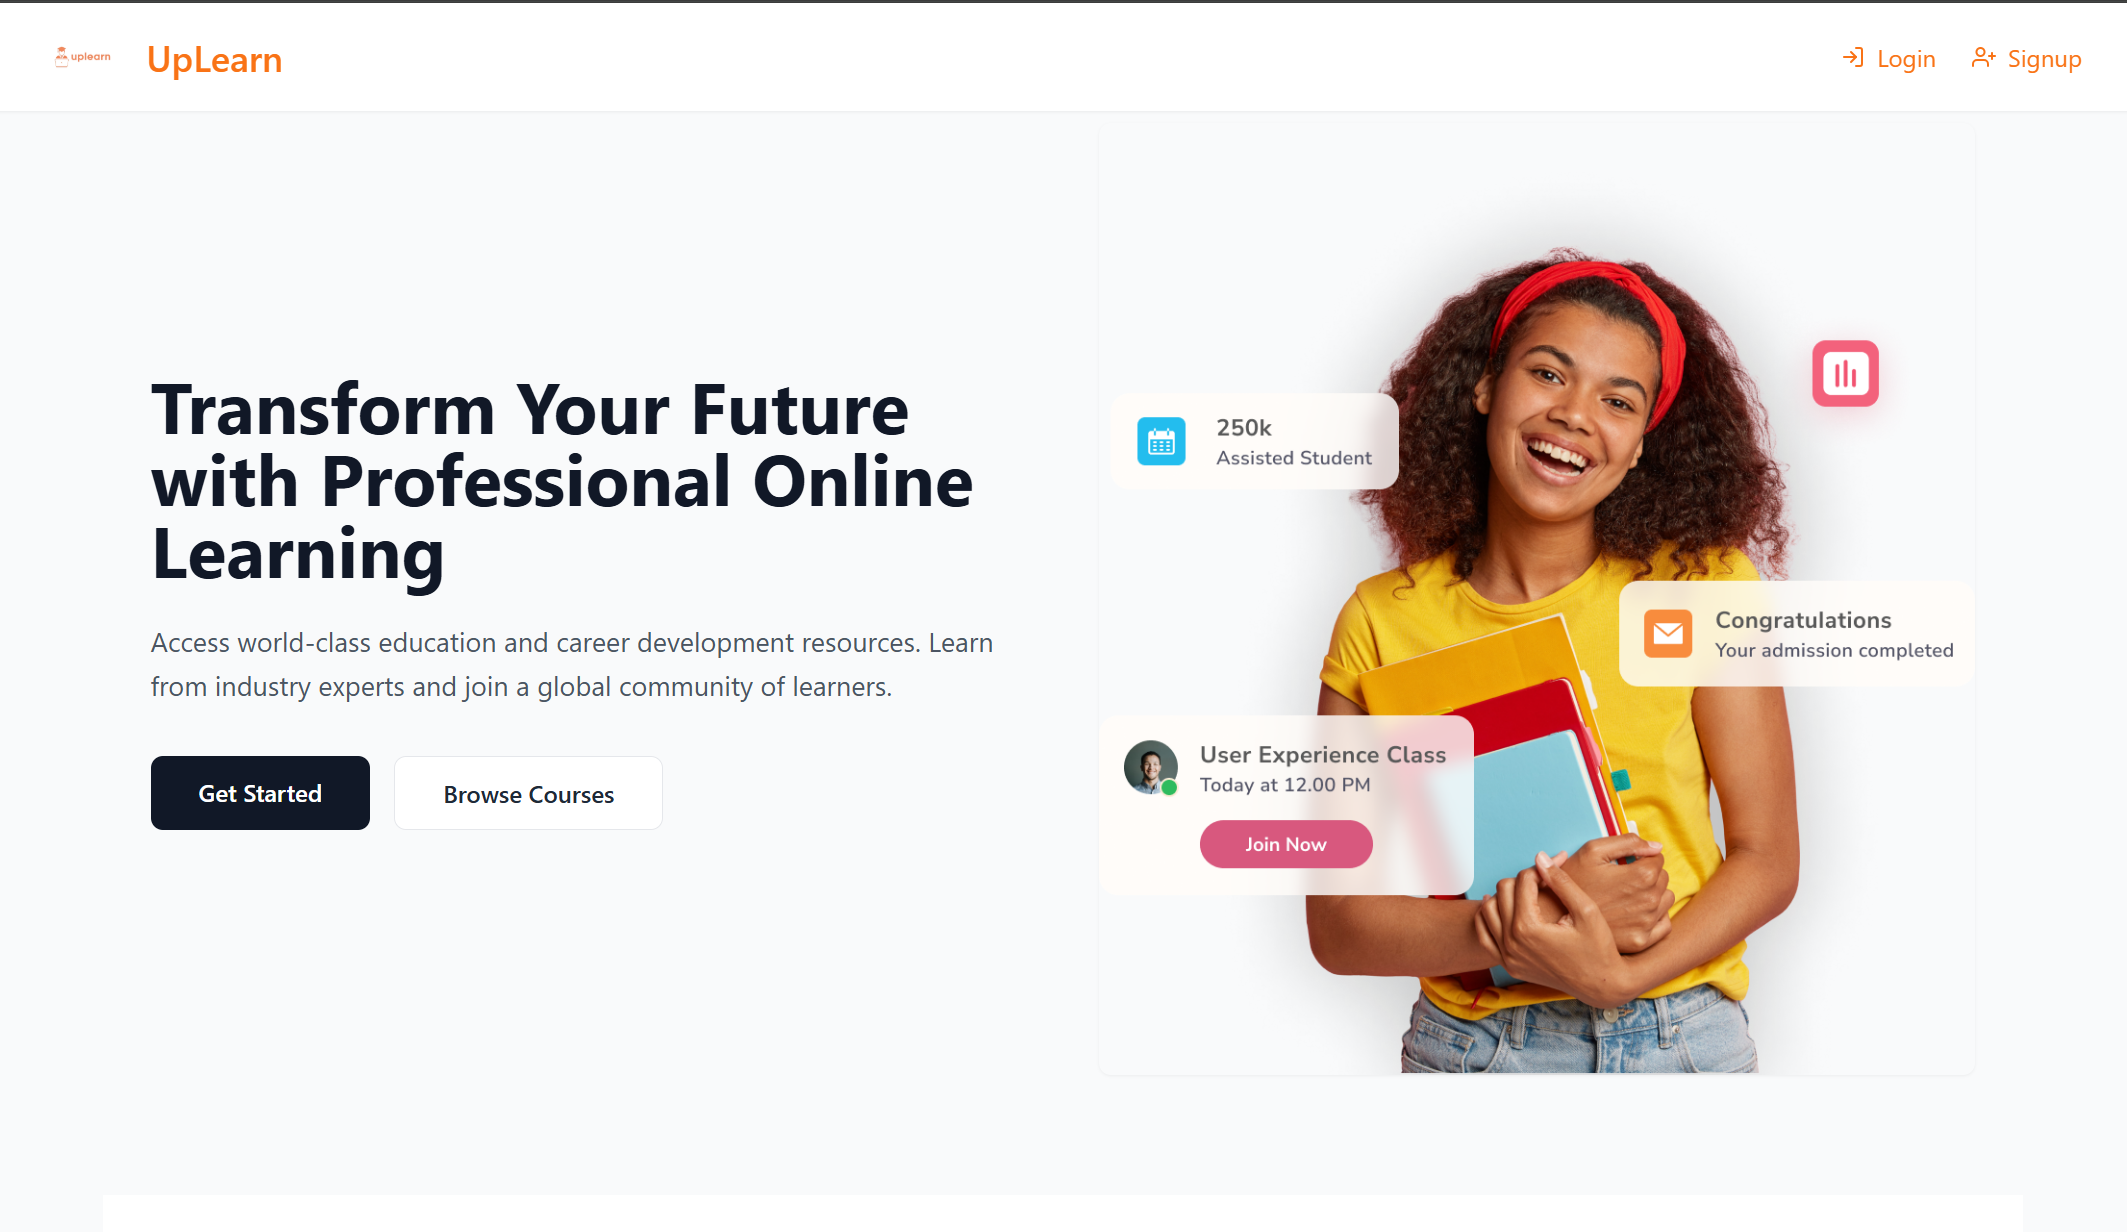 uplearn
UpLearn
Login
Signup
Transform Your Future
with Professional Online
Learning
Access world-class education and career development resources. Learn
from industry experts and join a global community of learners.
Get Started
Browse Courses
250k
Assisted Student
Congratulations
Your admission completed
User Experience Class
Today at 12.00 PM
Join Now